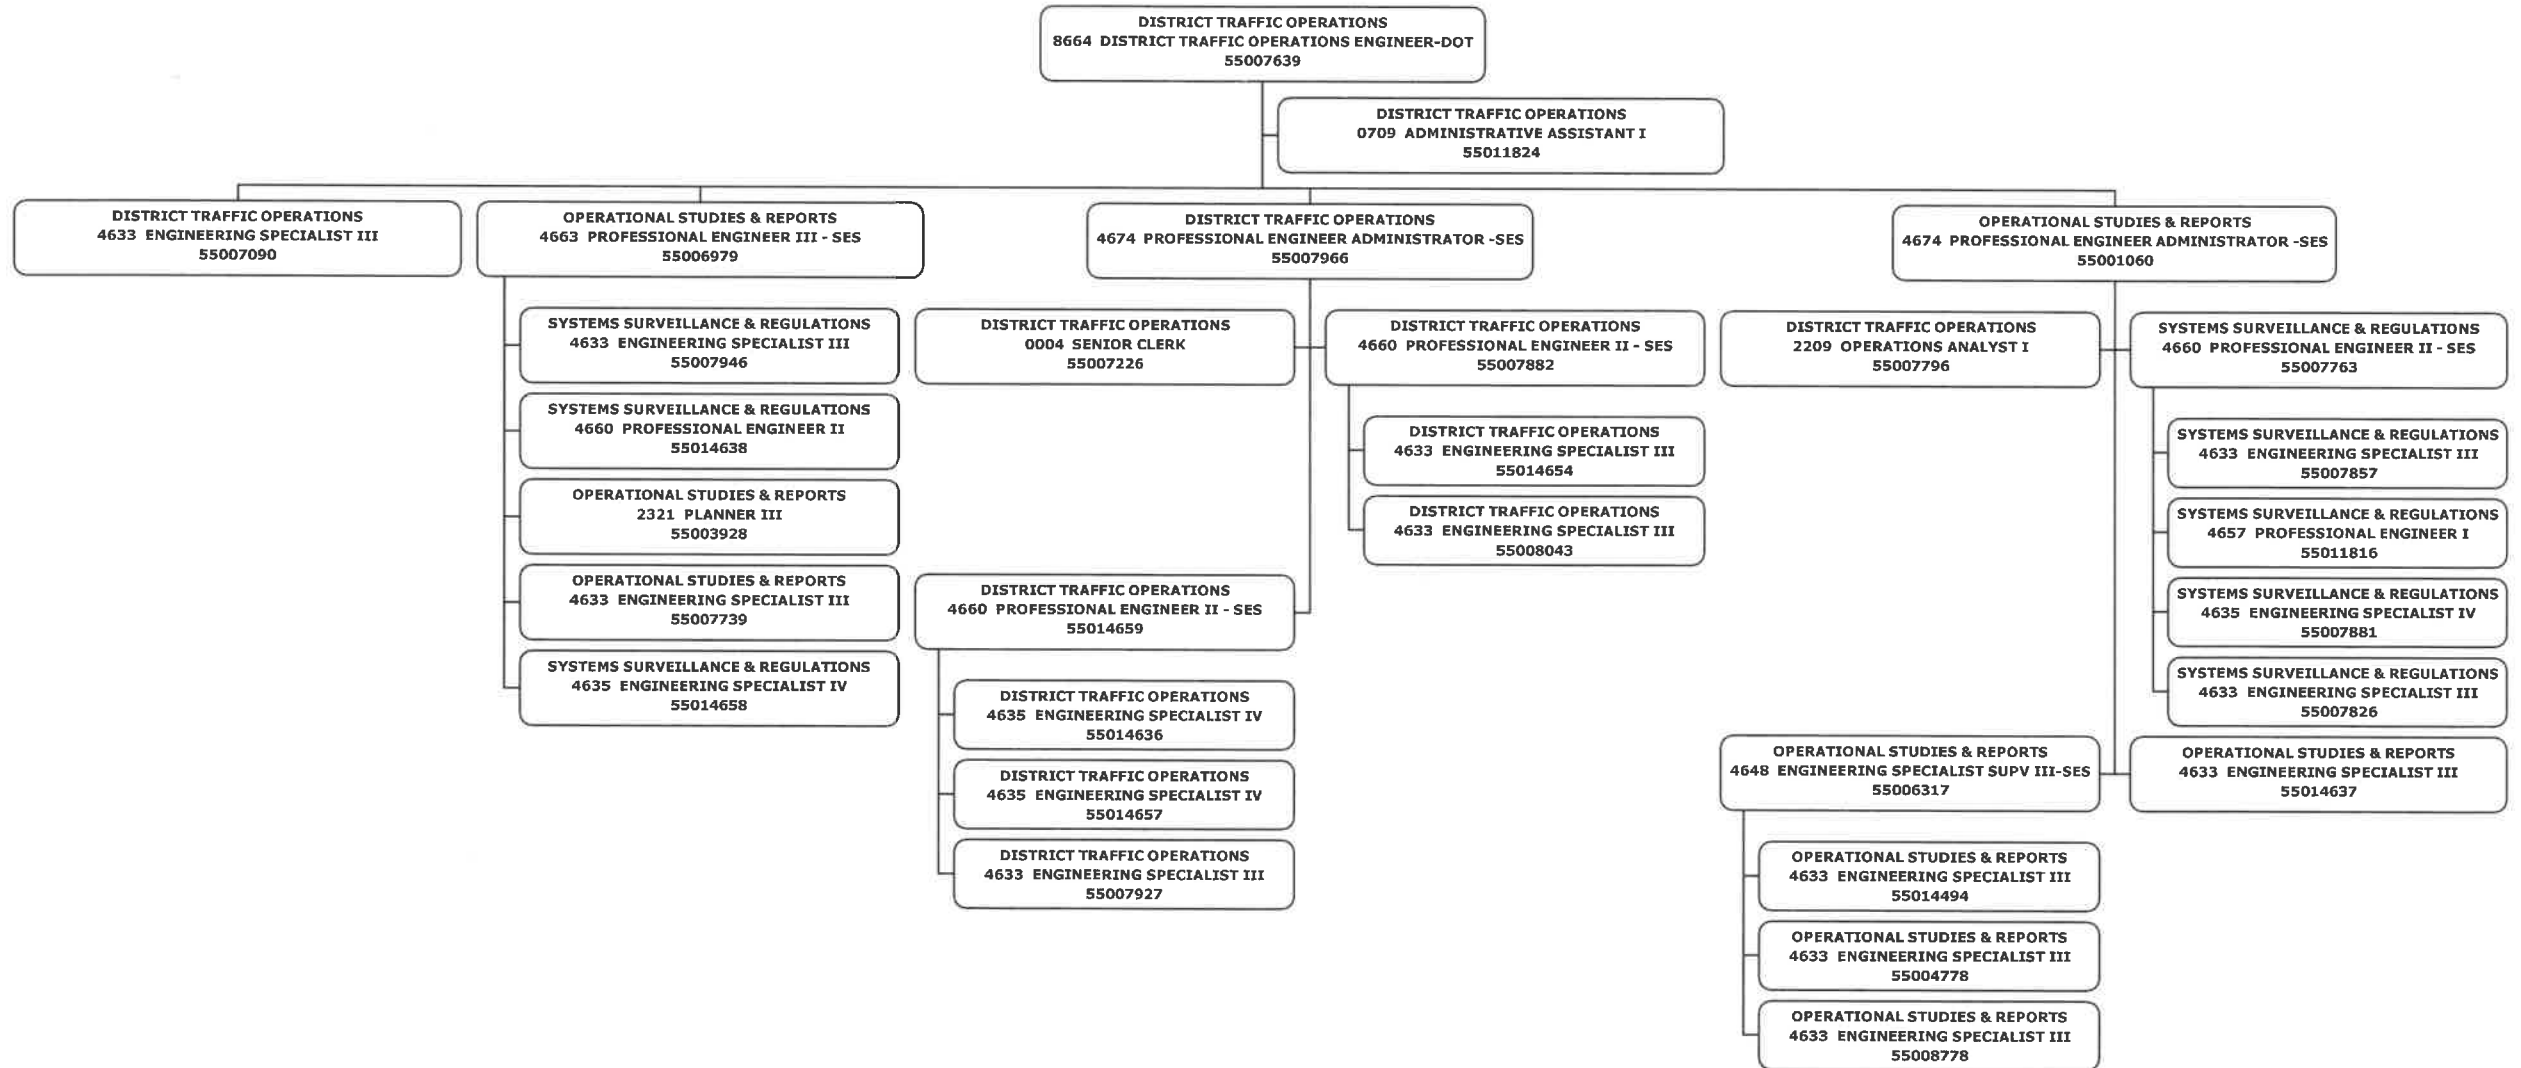 DISTRICT TRAFFIC OPERATIONS
8664 DISTRICT TRAFFIC OPERATIONS ENGINEER-DOT
55007639
DISTRICT TRAFFIC OPERATIONS
0709 ADMINISTRATIVE ASSISTANT I
55011824
DISTRICT TRAFFIC OPERATIONS
4633 ENGINEERING SPECIALIST III
55007090
OPERATIONAL STUDIES & REPORTS
4663 PROFESSIONAL ENGINEER III - SES
55006979
DISTRICT TRAFFIC OPERATIONS
4674 PROFESSIONAL ENGINEER ADMINISTRATOR -SES
55007966
OPERATIONAL STUDIES & REPORTS
4674 PROFESSIONAL ENGINEER ADMINISTRATOR -SES
55001060
SYSTEMS SURVEILLANCE & REGULATIONS
4633 ENGINEERING SPECIALIST III
55007946
SYSTEMS SURVEILLANCE & REGULATIONS
4660 PROFESSIONAL ENGINEER II
55014638
OPERATIONAL STUDIES & REPORTS
2321 PLANNER III
55003928
OPERATIONAL STUDIES & REPORTS
4633 ENGINEERING SPECIALIST III
55007739
SYSTEMS SURVEILLANCE & REGULATIONS
4635 ENGINEERING SPECIALIST IV
55014658
DISTRICT TRAFFIC OPERATIONS
0004 SENIOR CLERK
55007226
DISTRICT TRAFFIC OPERATIONS
4660 PROFESSIONAL ENGINEER II - SES
55007882
DISTRICT TRAFFIC OPERATIONS
4633 ENGINEERING SPECIALIST III
55014654
DISTRICT TRAFFIC OPERATIONS
4633 ENGINEERING SPECIALIST III
55008043
DISTRICT TRAFFIC OPERATIONS
4660 PROFESSIONAL ENGINEER II - SES
55014659
DISTRICT TRAFFIC OPERATIONS
4635 ENGINEERING SPECIALIST IV
55014636
DISTRICT TRAFFIC OPERATIONS
4635 ENGINEERING SPECIALIST IV
55014657
DISTRICT TRAFFIC OPERATIONS
4633 ENGINEERING SPECIALIST III
55007927
DISTRICT TRAFFIC OPERATIONS
2209 OPERATIONS ANALYST I
55007796
SYSTEMS SURVEILLANCE & REGULATIONS
4660 PROFESSIONAL ENGINEER II - SES
55007763
SYSTEMS SURVEILLANCE & REGULATIONS
4633 ENGINEERING SPECIALIST III
55007857
SYSTEMS SURVEILLANCE & REGULATIONS
4657 PROFESSIONAL ENGINEER I
55011816
SYSTEMS SURVEILLANCE & REGULATIONS
4635 ENGINEERING SPECIALIST IV
55007881
SYSTEMS SURVEILLANCE & REGULATIONS
4633 ENGINEERING SPECIALIST III
55007826
OPERATIONAL STUDIES & REPORTS
4648 ENGINEERING SPECIALIST SUPV III-SES
55006317
OPERATIONAL STUDIES & REPORTS
4633 ENGINEERING SPECIALIST III
55014637
OPERATIONAL STUDIES & REPORTS
4633 ENGINEERING SPECIALIST III
55014494
OPERATIONAL STUDIES & REPORTS
4633 ENGINEERING SPECIALIST III
55004778
OPERATIONAL STUDIES & REPORTS
4633 ENGINEERING SPECIALIST III
55008778